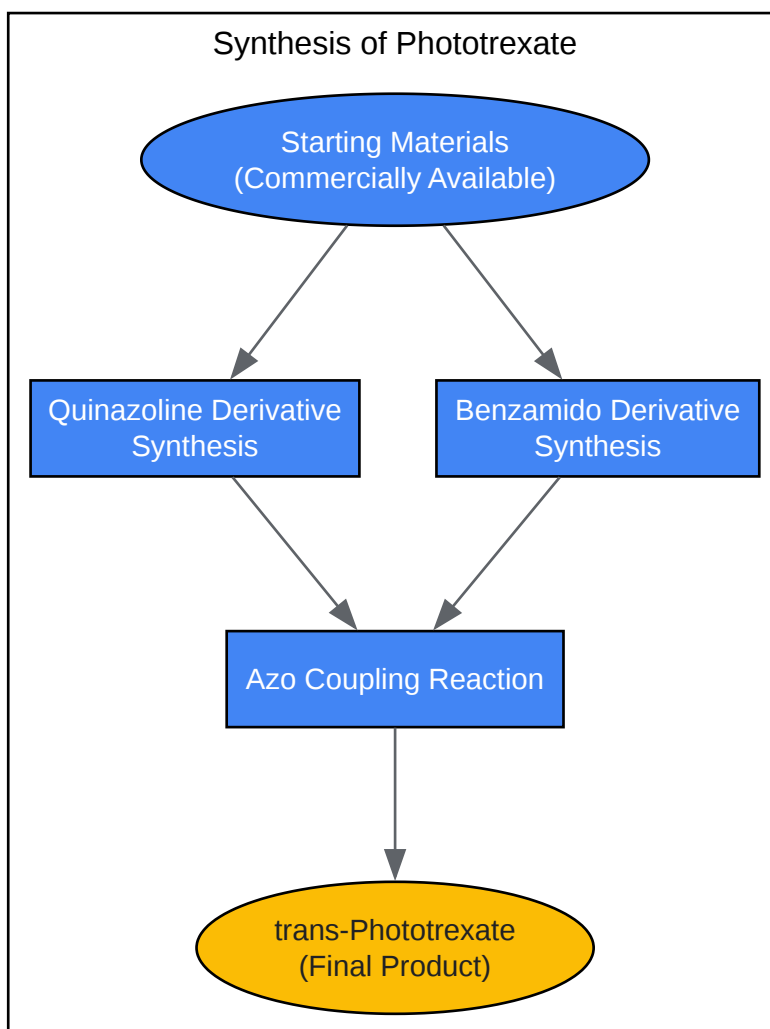 Synthesis of Phototrexate
Starting Materials
(Commercially Available)
Quinazoline Derivative
Synthesis
Benzamido Derivative
Synthesis
Azo Coupling Reaction
trans-Phototrexate
(Final Product)